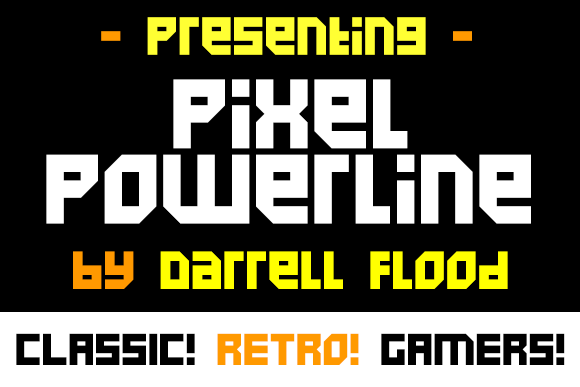 - Presenting -
Pixel
Powerline
by Darrell Flood
CLASSIC! RETRO! GAMERS!